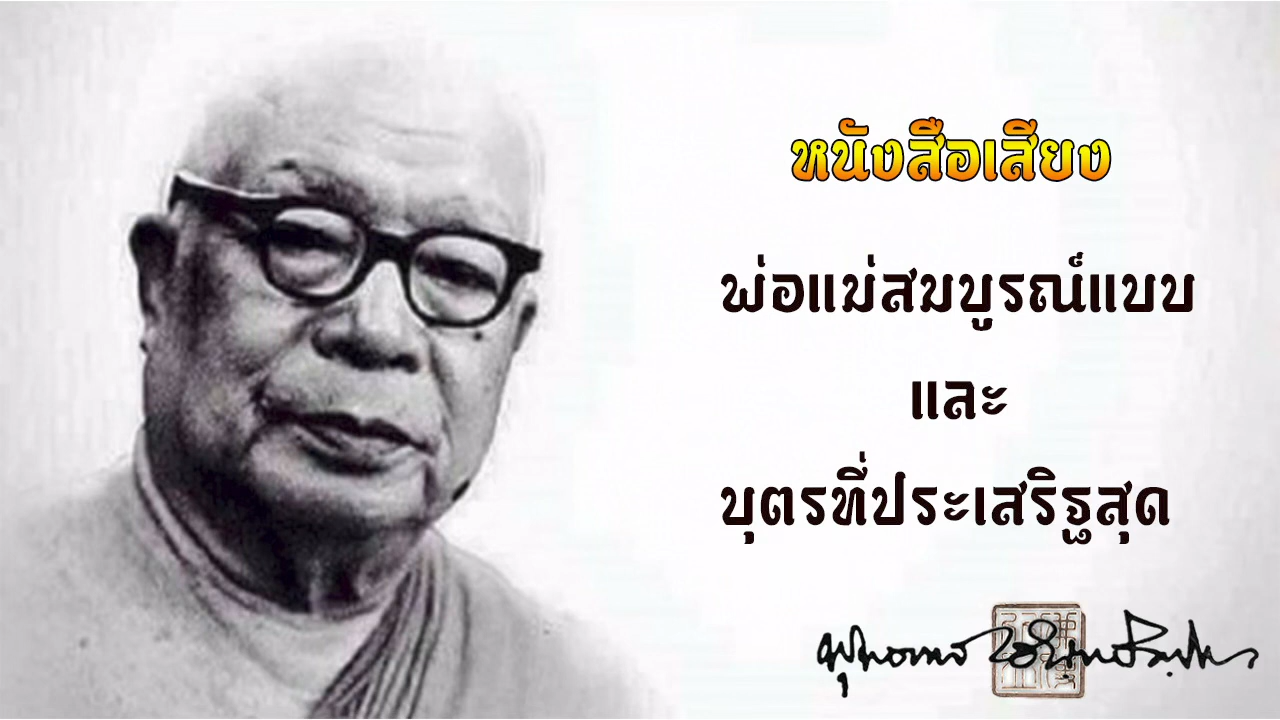 หนังสือเสียง
พ่อแม่สมบูรณ์แบบ
และ
บุตรที่ประเสริฐสุด